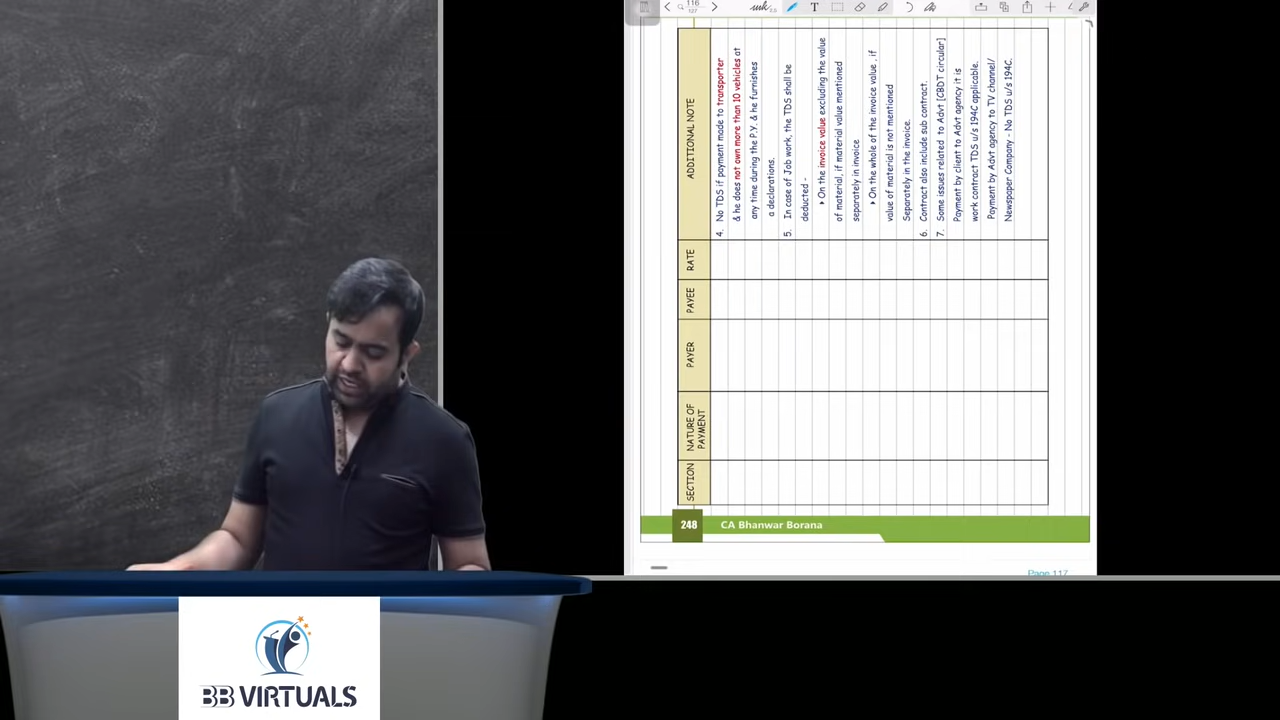 116
127
T
SECTION
NATURE OF
PAYMENT
PAYER
PAYEE
RATE
ADDITIONAL NOTE
4. No TDS if payment made to transporter
& he does not own more than 10 vehicles at
any time during the P.Y. & he furnishes
a declarations.
5. In case of Job work, the TDS shall be
deducted -
‣ On the invoice value excluding the value
of material, if material value mentioned
separately in invoice
‣ On the whole of the invoice value , if
value of material is not mentioned
Separately in the invoice.
6. Contract also include sub contract.
7. Some issues related to Advt [CBDT circular]
Payment by client to Advt agency it is
work contract TDS u/s 194C applicable.
Payment by Advt agency to TV channel/
Newspaper Company - No TDS u/s 194C.
248 CA Bhanwar Borana
Page 117
BB VIRTUALS